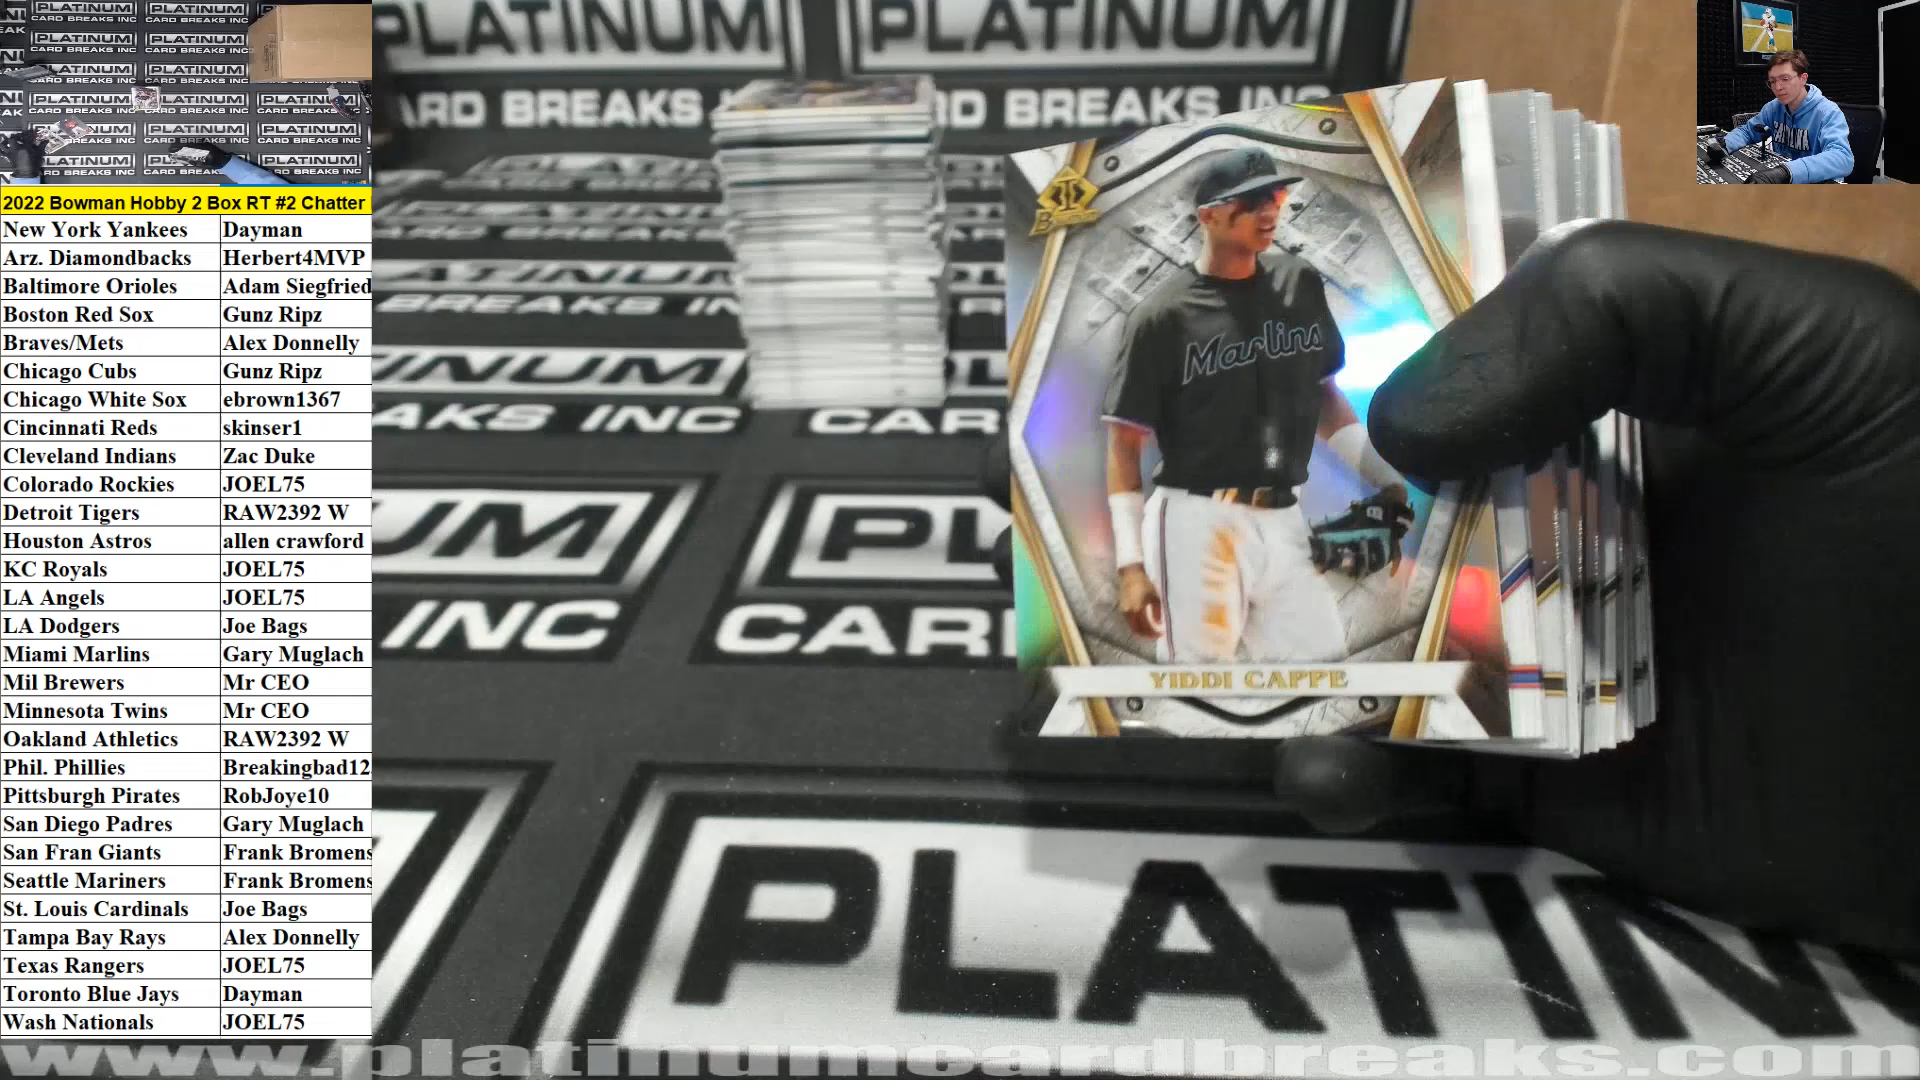 2022 Bowman Hobby 2 Box RT #2 Chatter
New York Yankees Dayman
Arz. Diamondbacks Herbert4MVP
Baltimore Orioles Adam Siegfried
Boston Red Sox Gunz Ripz
Braves/Mets Alex Donnelly
Chicago Cubs Gunz Ripz
Chicago White Sox ebrown1367
Cincinnati Reds skinser1
Cleveland Indians Zac Duke
Colorado Rockies JOEL75
Detroit Tigers RAW2392 W
Houston Astros allen crawford
KC Royals JOEL75
LA Angels JOEL75
LA Dodgers Joe Bags
Miami Marlins Gary Muglach
Mil Brewers Mr CEO
Minnesota Twins Mr CEO
Oakland Athletics RAW2392 W
Phil. Phillies Breakingbad12
Pittsburgh Pirates RobJoye10
San Diego Padres Gary Muglach
San Fran Giants Frank Bromens
Seattle Mariners Frank Bromens
St. Louis Cardinals Joe Bags
Tampa Bay Rays Alex Donnelly
Texas Rangers JOEL75
Toronto Blue Jays Dayman
Wash Nationals JOEL75
PLATINUM PLATINUM
CARD BREAKS INC
Marlins
YIDDI CAPPE
INC CAR
PLATIN
www.platinumcardbreaks.com